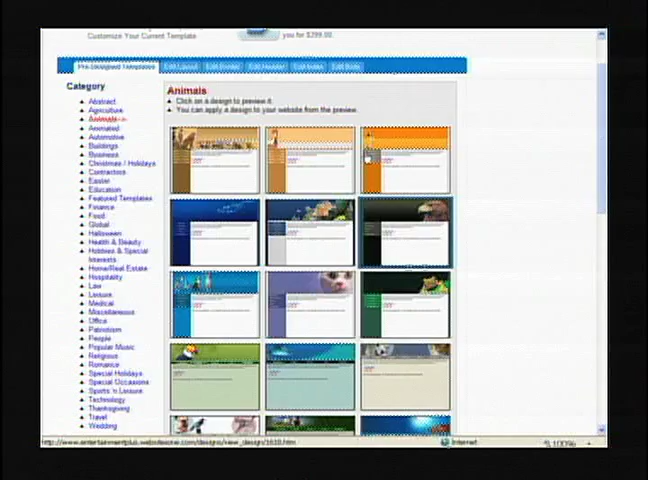 Customize Your Current Template
you for $299.00.
Pre-Designed Templates Edit Layout Edit Border Edit Header Edit Index Edit Body
Category
Abstract
Agriculture
Animals->
Animated
Automotive
Buildings
Business
Christmas / Holidays
Contractors
Easter
Education
Featured Templates
Finance
Food
Global
Halloween
Health & Beauty
Hobbies & Special
Interests
Home/Real Estate
Hospitality
Law
Leisure
Medical
Miscellaneous
Office
Patriotism
People
Popular Music
Religious
Romance
Special Holidays
Special Occasions
Sports 'n Leisure
Technology
Thanksgiving
Travel
Wedding
Animals
Click on a design to preview it.
You can apply a design to your website from the preview.
Internet
100%